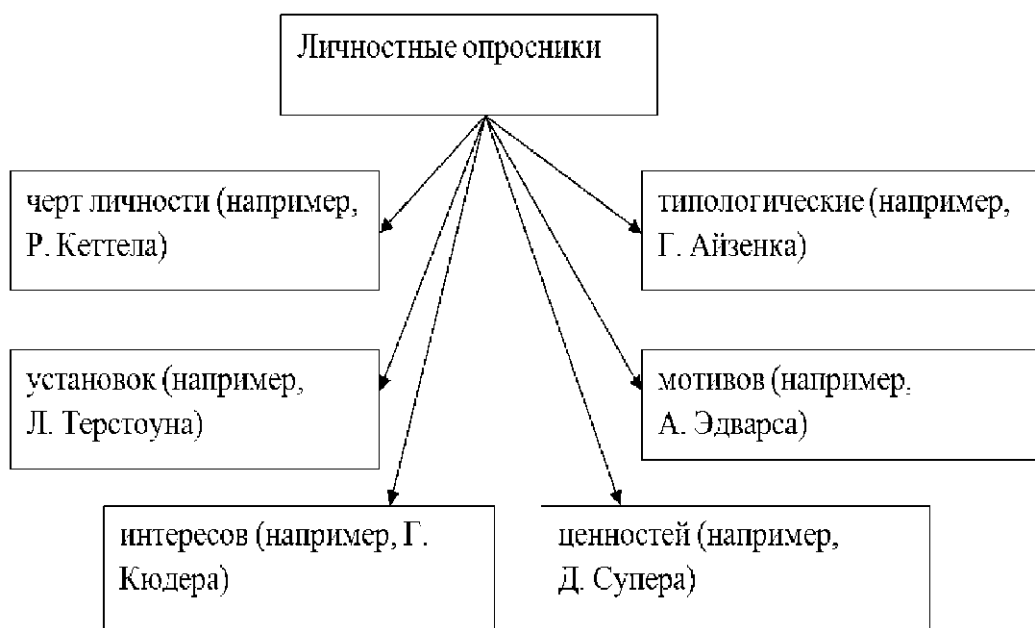 Личностные опросники
черт личности (например,
Р. Кеттела)
типологические (например,
Г. Айзенка)
установок (например,
Л. Терстоуна)
мотивов (например,
А. Эдварса)
интересов (например, Г.
Кюдера)
ценностей (например,
Д. Супера)